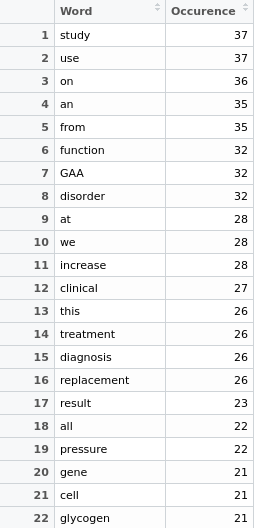 Word Occurence
1 study 37
2 use 37
3 on 36
4 an 35
5 from 35
6 function 32
7 GAA 32
8 disorder 32
9 at 28
10 we 28
11 increase 28
12 clinical 27
13 this 26
14 treatment 26
15 diagnosis 26
16 replacement 26
17 result 23
18 all 22
19 pressure 22
20 gene 21
21 cell 21
22 glycogen 21